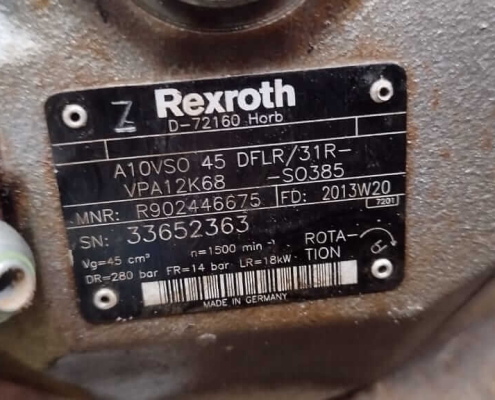 Z Rexroth
D-72160 Horb
A10VSO 45 DFLR/31R-
VPA12K68 -SO385
MNR: R902446675 FD: 2013W20
7201
SN: 33652363
Vg=45 cm³ n=1500 min⁻¹ ROTA-
TION
DR=280 bar FR=14 bar LR=18kW
MADE IN GERMANY